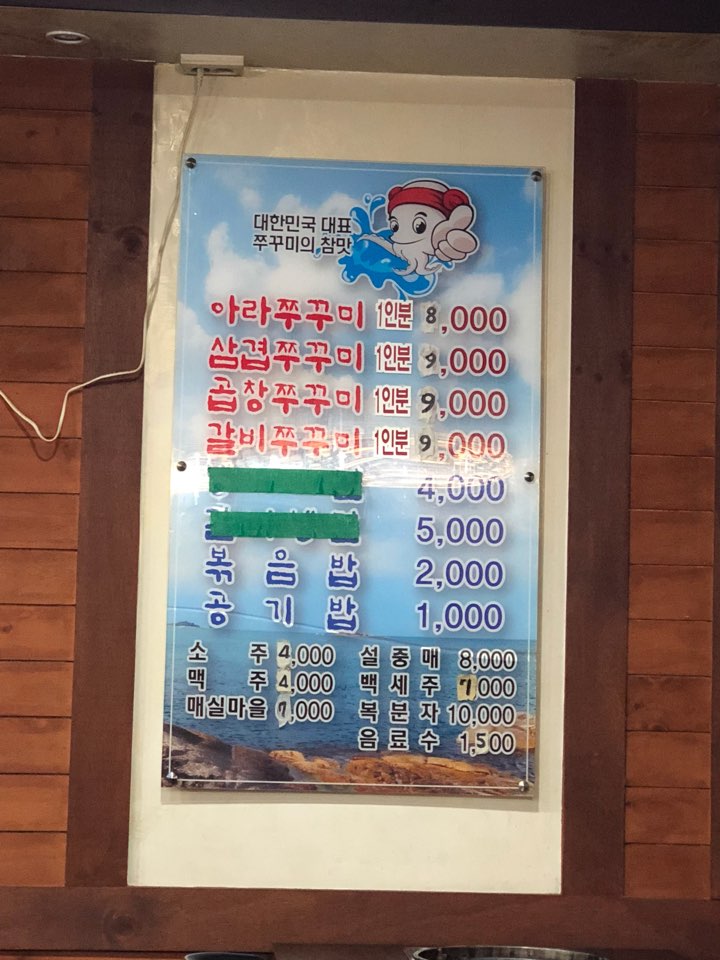 대한민국 대표
쭈꾸미의 참맛
아라쭈꾸미 1인분 8,000
삼겹쭈꾸미 1인분 9,000
곱창쭈꾸미 1인분 9,000
갈비쭈꾸미 1인분 9,000
4,000
5,000
볶음밥 2,000
공기밥 1,000
소주 4,000
맥주 4,000
매실마을 7,000
설중매 8,000
백세주 7,000
복분자 10,000
음료수 1,500